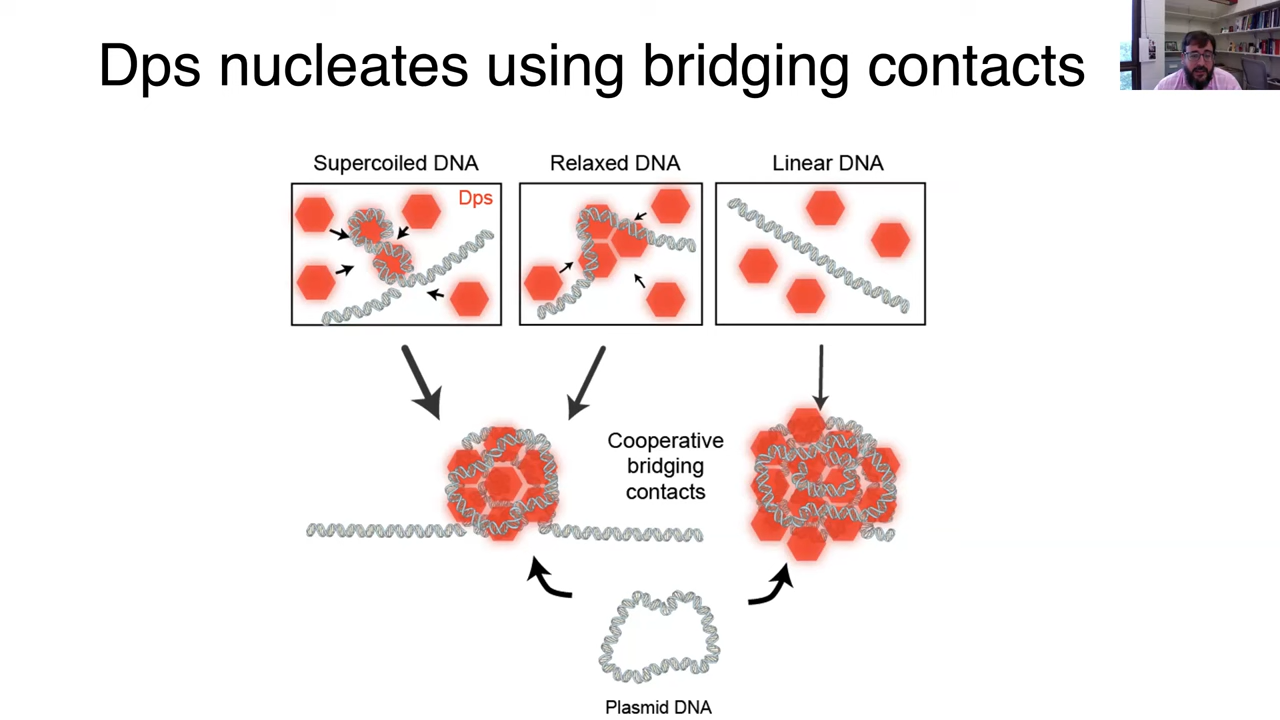 Dps nucleates using bridging contacts
Supercoiled DNA
Relaxed DNA
Linear DNA
Dps
Cooperative
bridging
contacts
Plasmid DNA